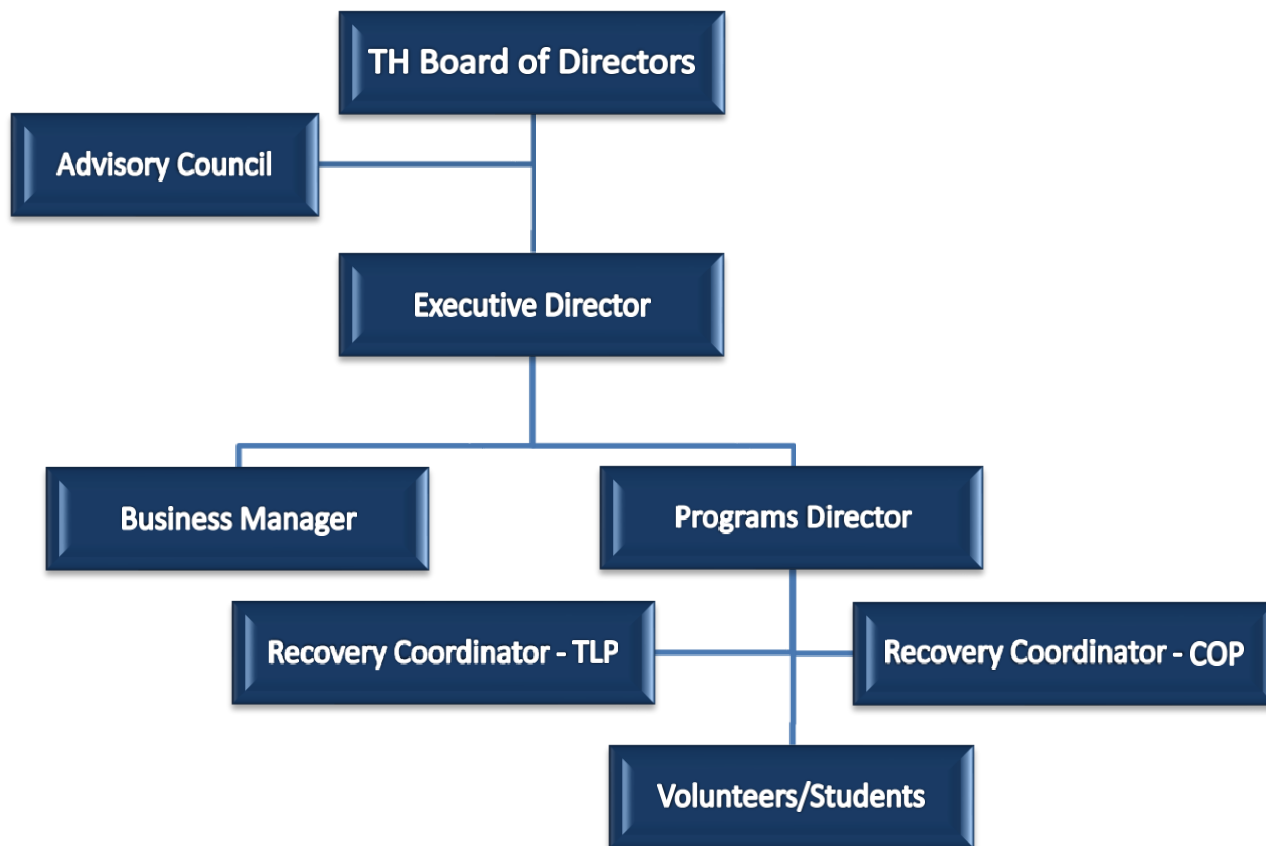 TH Board of Directors
Advisory Council
Executive Director
Business Manager
Programs Director
Recovery Coordinator - TLP
Recovery Coordinator - COP
Volunteers/Students